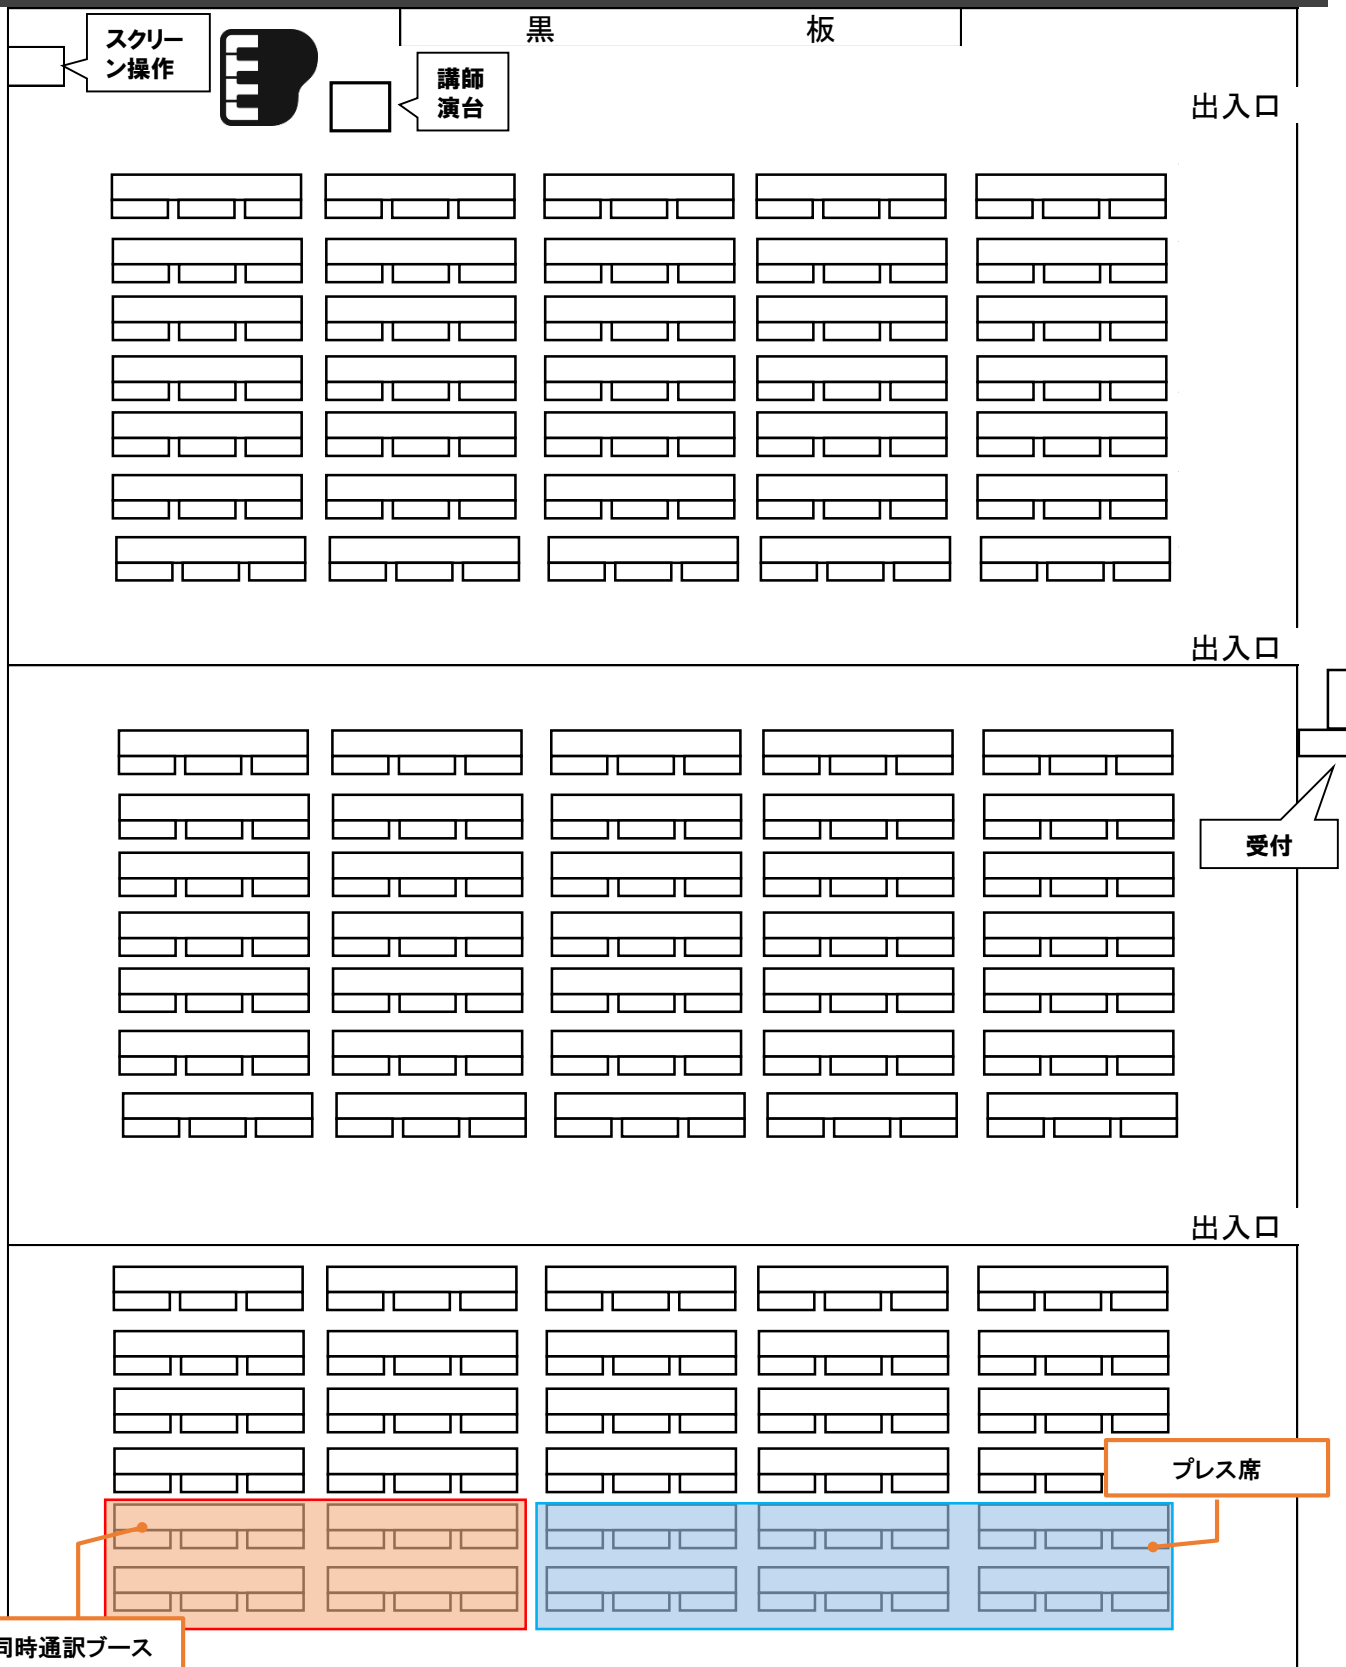 黒 板
スクリー
ン操作
講師
演台
出入口
出入口
受付
出入口
プレス席
同時通訳ブース